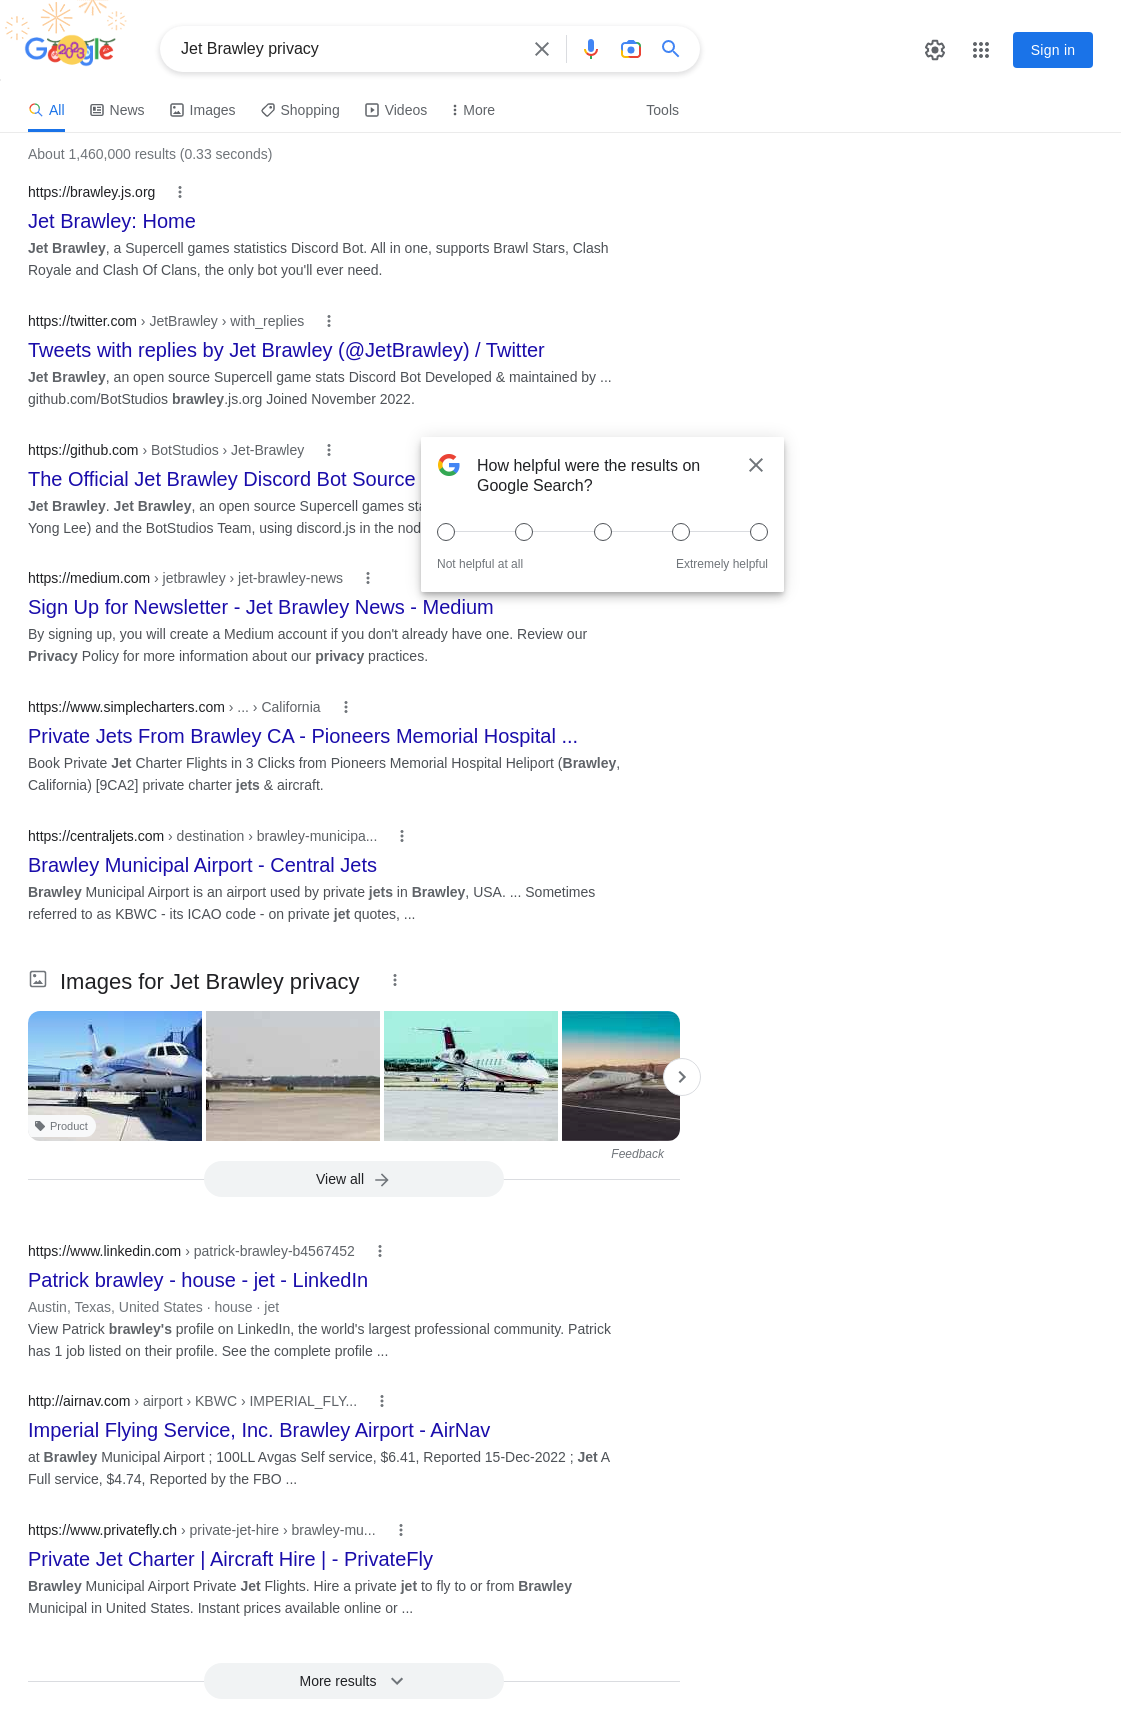 Google
2023
Jet Brawley privacy
Sign in
All
News
Images
Shopping
Videos
More
Tools
About 1,460,000 results (0.33 seconds)
https://brawley.js.org
Jet Brawley: Home
Jet Brawley, a Supercell games statistics Discord Bot. All in one, supports Brawl Stars, Clash
Royale and Clash Of Clans, the only bot you'll ever need.
https://twitter.com › JetBrawley › with_replies
Tweets with replies by Jet Brawley (@JetBrawley) / Twitter
Jet Brawley, an open source Supercell game stats Discord Bot Developed & maintained by ...
github.com/BotStudios brawley.js.org Joined November 2022.
https://github.com › BotStudios › Jet-Brawley
The Official Jet Brawley Discord Bot Source
Jet Brawley. Jet Brawley, an open source Supercell games
Yong Lee) and the BotStudios Team, using discord.js in the
How helpful were the results on
Google Search?
Not helpful at all
Extremely helpful
https://medium.com › jetbrawley › jet-brawley-news
Sign Up for Newsletter - Jet Brawley News - Medium
By signing up, you will create a Medium account if you don't already have one. Review our
Privacy Policy for more information about our privacy practices.
https://www.simplecharters.com › ... › California
Private Jets From Brawley CA - Pioneers Memorial Hospital ...
Book Private Jet Charter Flights in 3 Clicks from Pioneers Memorial Hospital Heliport (Brawley,
California) [9CA2] private charter jets & aircraft.
https://centraljets.com › destination › brawley-municipa...
Brawley Municipal Airport - Central Jets
Brawley Municipal Airport is an airport used by private jets in Brawley, USA. ... Sometimes
referred to as KBWC - its ICAO code - on private jet quotes, ...
Images for Jet Brawley privacy
Product
Feedback
View all
https://www.linkedin.com › patrick-brawley-b4567452
Patrick brawley - house - jet - LinkedIn
Austin, Texas, United States · house · jet
View Patrick brawley's profile on LinkedIn, the world's largest professional community. Patrick
has 1 job listed on their profile. See the complete profile ...
http://airnav.com › airport › KBWC › IMPERIAL_FLY...
Imperial Flying Service, Inc. Brawley Airport - AirNav
at Brawley Municipal Airport ; 100LL Avgas Self service, $6.41, Reported 15-Dec-2022 ; Jet A
Full service, $4.74, Reported by the FBO ...
https://www.privatefly.ch › private-jet-hire › brawley-mu...
Private Jet Charter | Aircraft Hire | - PrivateFly
Brawley Municipal Airport Private Jet Flights. Hire a private jet to fly to or from Brawley
Municipal in United States. Instant prices available online or ...
More results